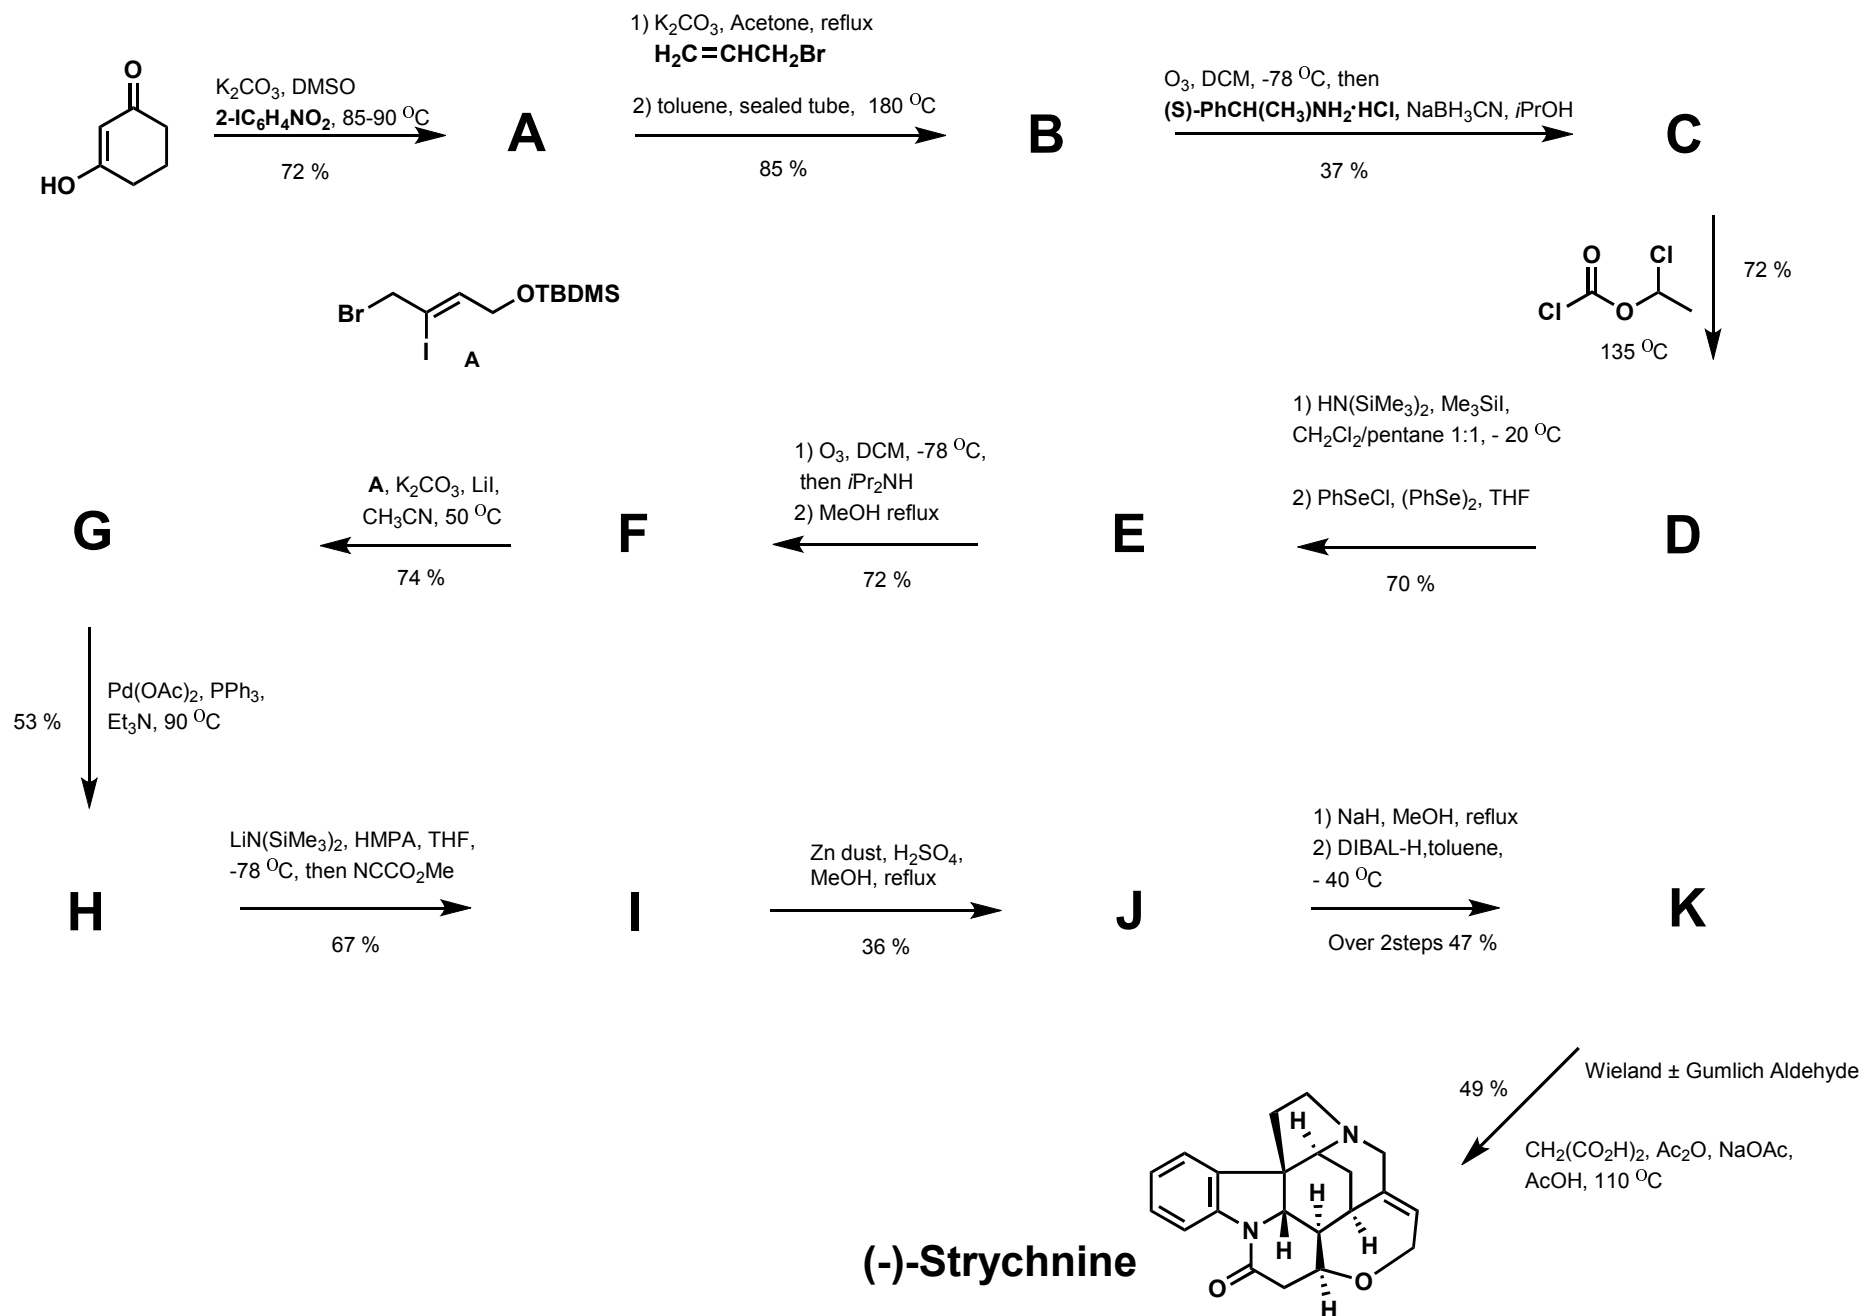 O
HO
K2CO3, DMSO
2-IC6H4NO2, 85-90 OC
72 %
A
1) K2CO3, Acetone, reflux
H2C=CHCH2Br
2) toluene, sealed tube, 180 OC
85 %
B
O3, DCM, -78 OC, then
(S)-PhCH(CH3)NH2·HCl, NaBH3CN, iPrOH
37 %
C
Br
I
OTBDMS
A
O
Cl
Cl
O
135 OC
72 %
1) HN(SiMe3)2, Me3SiI,
CH2Cl2/pentane 1:1, - 20 OC
2) PhSeCl, (PhSe)2, THF
70 %
D
E
1) O3, DCM, -78 OC,
then iPr2NH
2) MeOH reflux
72 %
F
A, K2CO3, LiI,
CH3CN, 50 OC
74 %
G
53 %
Pd(OAc)2, PPh3,
Et3N, 90 OC
H
LiN(SiMe3)2, HMPA, THF,
-78 OC, then NCCO2Me
67 %
I
Zn dust, H2SO4,
MeOH, reflux
36 %
J
1) NaH, MeOH, reflux
2) DIBAL-H,toluene,
- 40 OC
Over 2steps 47 %
K
Wieland ± Gumlich Aldehyde
49 %
CH2(CO2H)2, Ac2O, NaOAc,
AcOH, 110 OC
H
N
H
N
H
H
O
O
H
(-)-Strychnine